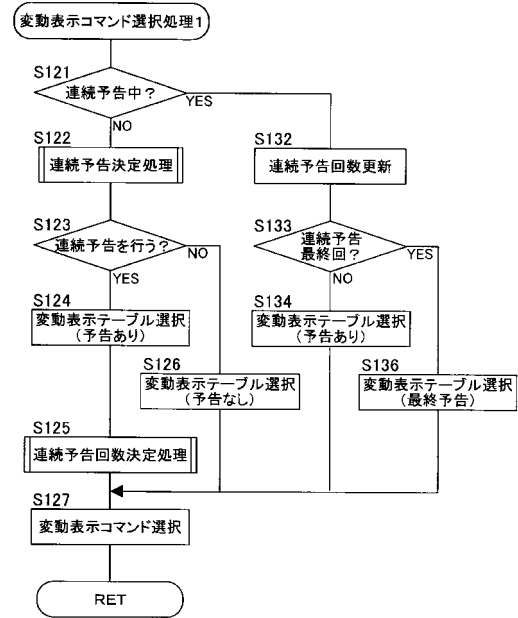 変動表示コマンド選択処理1
S121
連続予告中？
YES
NO
S122
連続予告決定処理
S132
連続予告回数更新
S123
連続予告を行う？
NO
YES
S133
連続予告
最終回？
YES
NO
S124
変動表示テーブル選択
(予告あり)
S134
変動表示テーブル選択
(予告あり)
S126
変動表示テーブル選択
(予告なし)
S136
変動表示テーブル選択
(最終予告)
S125
連続予告回数決定処理
S127
変動表示コマンド選択
RET